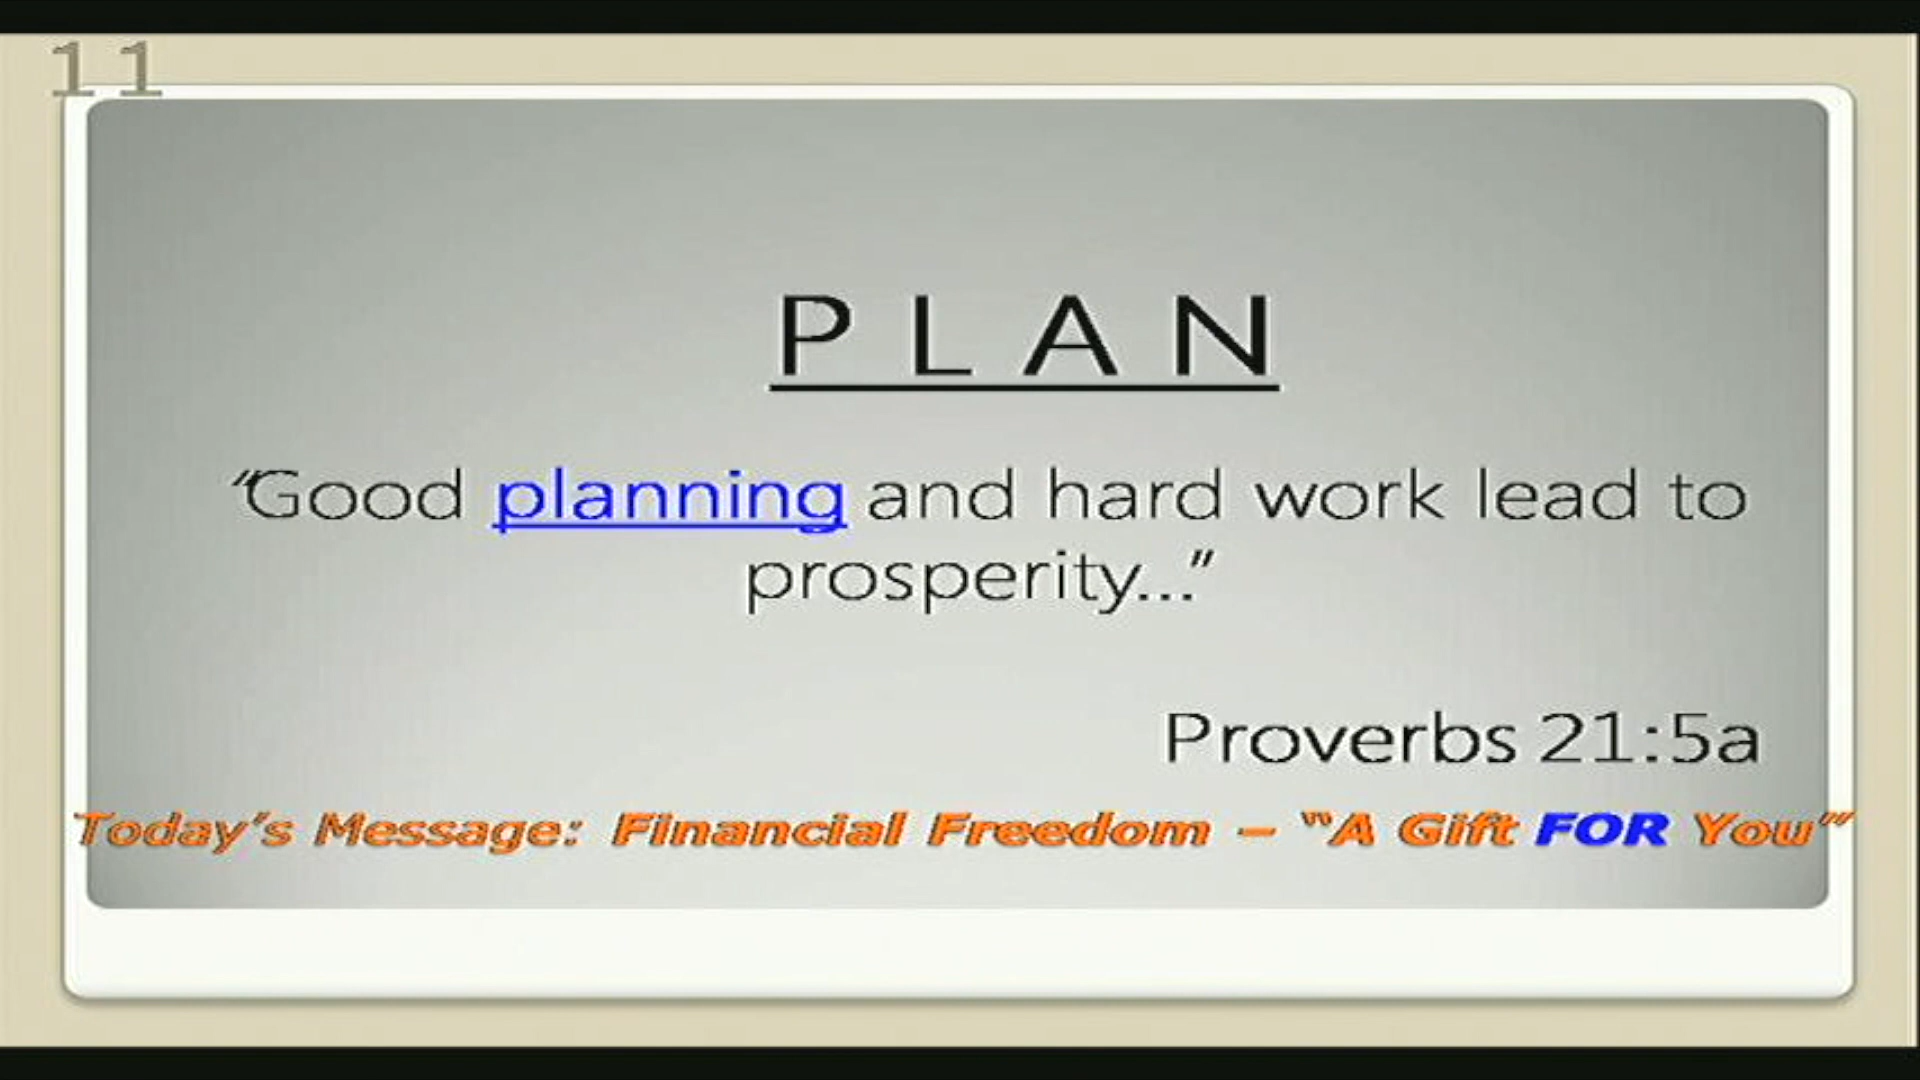 11
P L A N
“Good planning and hard work lead to
prosperity...”
Proverbs 21:5a
Today’s Message: Financial Freedom – “A Gift FOR You”